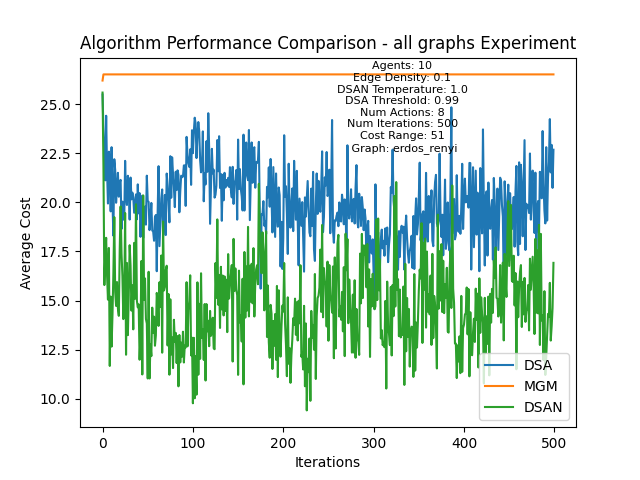 Algorithm Performance Comparison - all graphs Experiment
Agents: 10
Edge Density: 0.1
DSAN Temperature: 1.0
DSA Threshold: 0.99
Num Actions: 8
Num Iterations: 500
Cost Range: 51
Graph: erdos_renyi
25.0
22.5
20.0
17.5
15.0
12.5
10.0
Average Cost
0 100 200 300 400 500
Iterations
DSA
MGM
DSAN